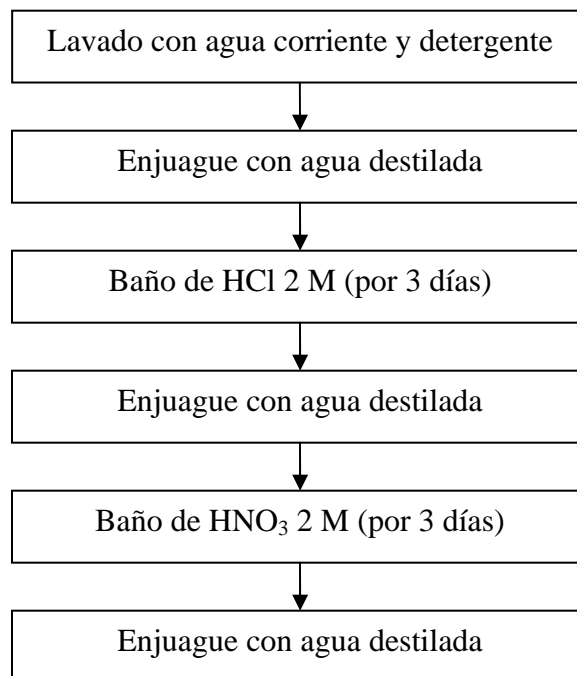 Lavado con agua corriente y detergente
Enjuague con agua destilada
Baño de HCl 2 M (por 3 días)
Enjuague con agua destilada
Baño de HNO₃ 2 M (por 3 días)
Enjuague con agua destilada